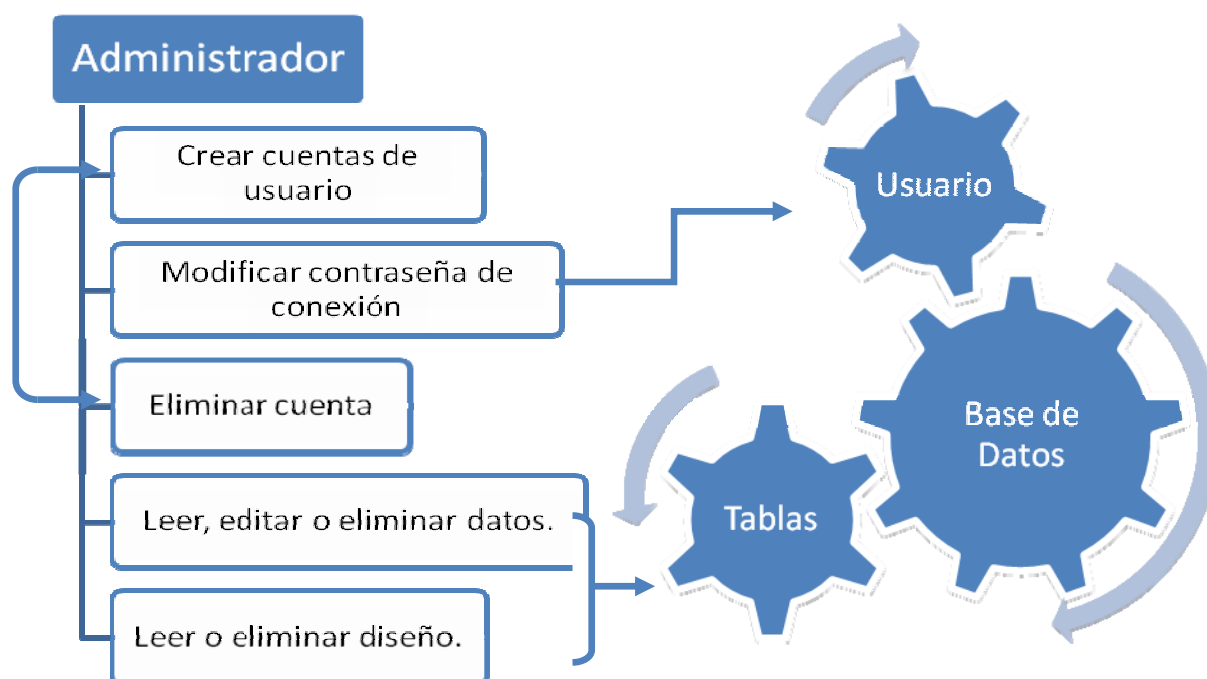 Administrador
Crear cuentas de
usuario
Modificar contraseña de
conexión
Eliminar cuenta
Leer, editar o eliminar datos.
Leer o eliminar diseño.
Usuario
Base de
Datos
Tablas